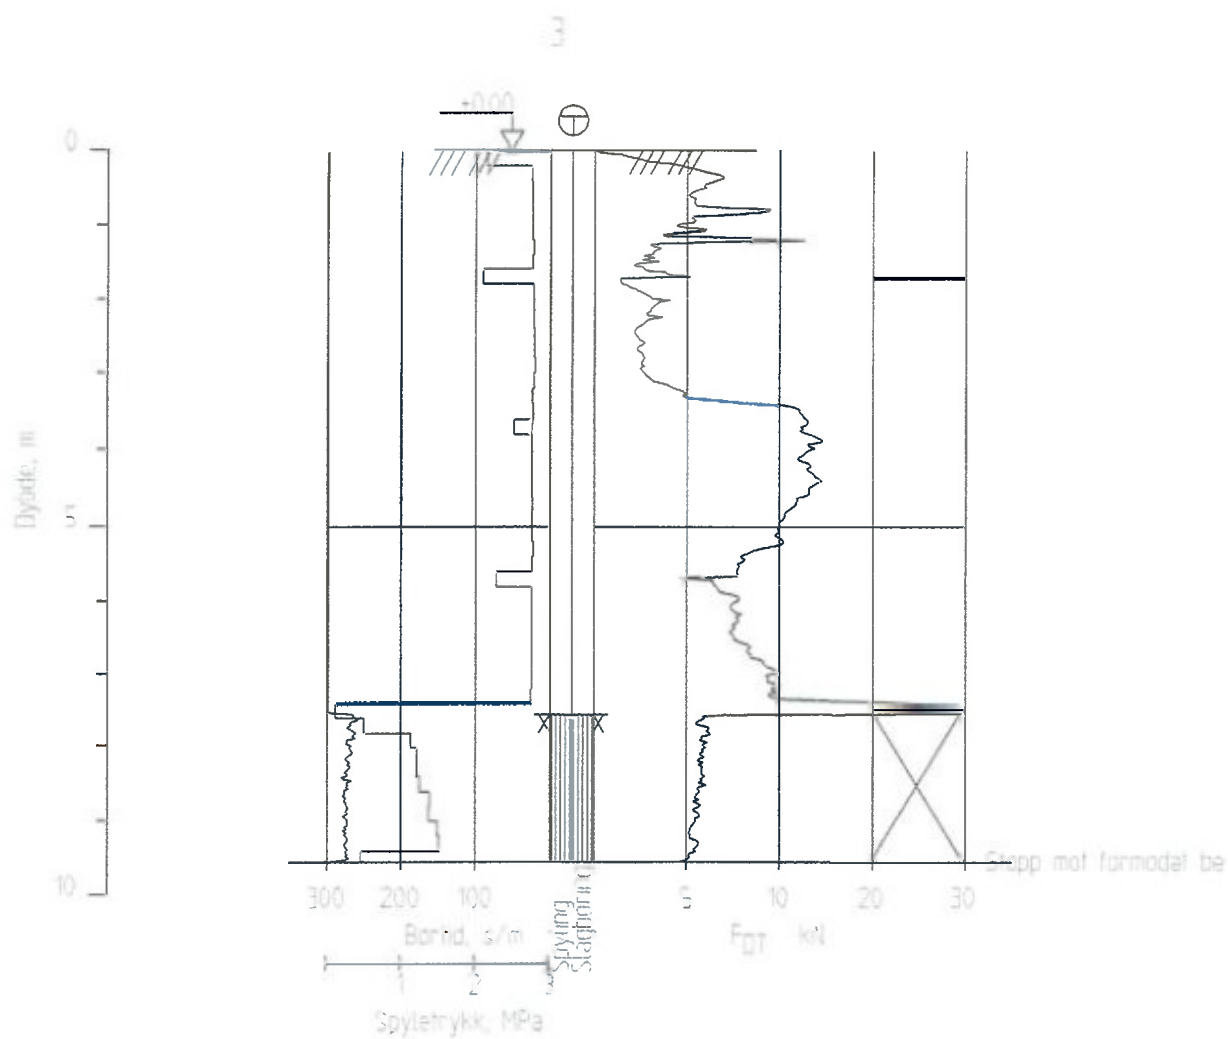 3
+0.00
0
Dybde, m
5
10
Stopp mot formodet be
300 200 100
5 10 20 30
Bortid, s/m
F_DT kN
Spyling
Slagboring
1 2 3
Spyletrykk, MPa